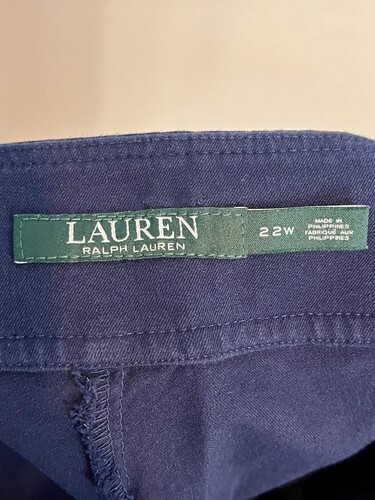 LAUREN
RALPH LAUREN
22W
MADE IN
PHILIPPINES
FABRIQUÉ AUX
PHILIPPINES